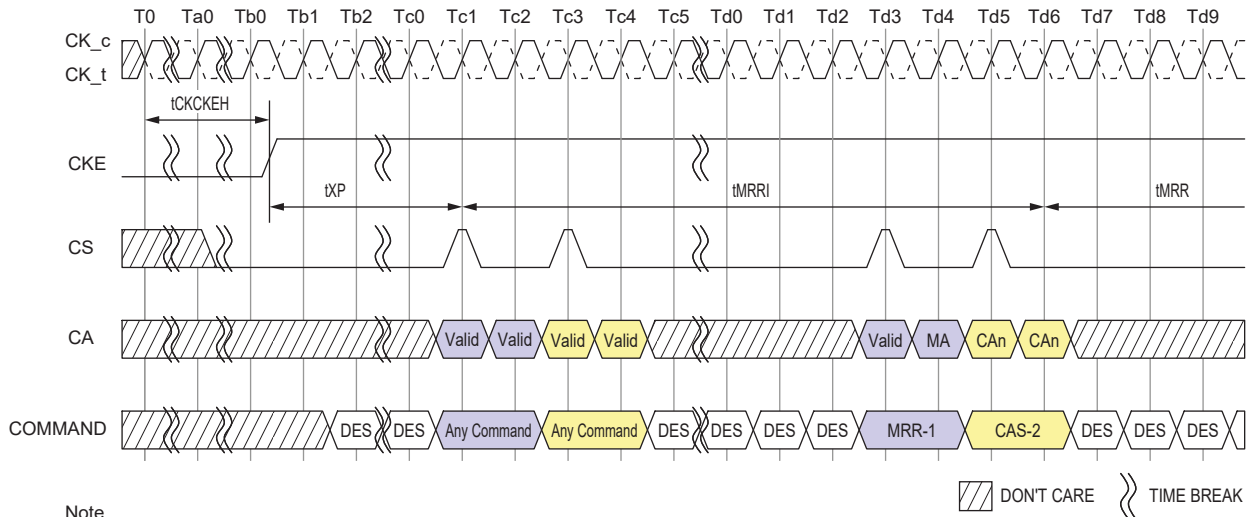 T0 Ta0 Tb0 Tb1 Tb2 Tc0 Tc1 Tc2 Tc3 Tc4 Tc5 Td0 Td1 Td2 Td3 Td4 Td5 Td6 Td7 Td8 Td9
CK_c
CK_t
tCKCKEH
CKE
tXP tMRRI tMRR
CS
CA Valid Valid Valid Valid Valid MA CAn CAn
COMMAND DES DES Any Command Any Command DES DES DES DES MRR-1 CAS-2 DES DES DES
DON'T CARE TIME BREAK
Note